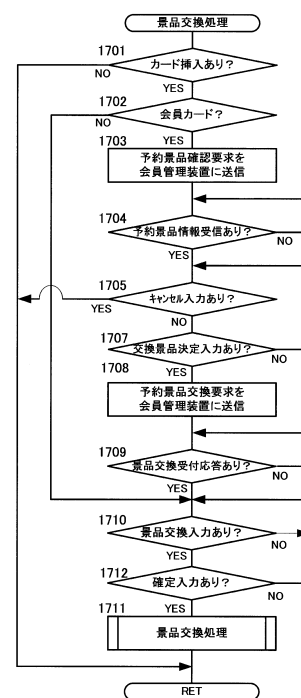 景品交換処理
1701
カード挿入あり？
NO
YES
1702
会員カード？
NO
YES
1703
予約景品確認要求を
会員管理装置に送信
1704
予約景品情報受信あり？
NO
YES
1705
キャンセル入力あり？
YES
NO
1707
交換景品決定入力あり？
NO
YES
1708
予約景品交換要求を
会員管理装置に送信
1709
景品交換受付応答あり？
NO
YES
1710
景品交換入力あり？
NO
YES
1712
確定入力あり？
NO
YES
1711
景品交換処理
RET